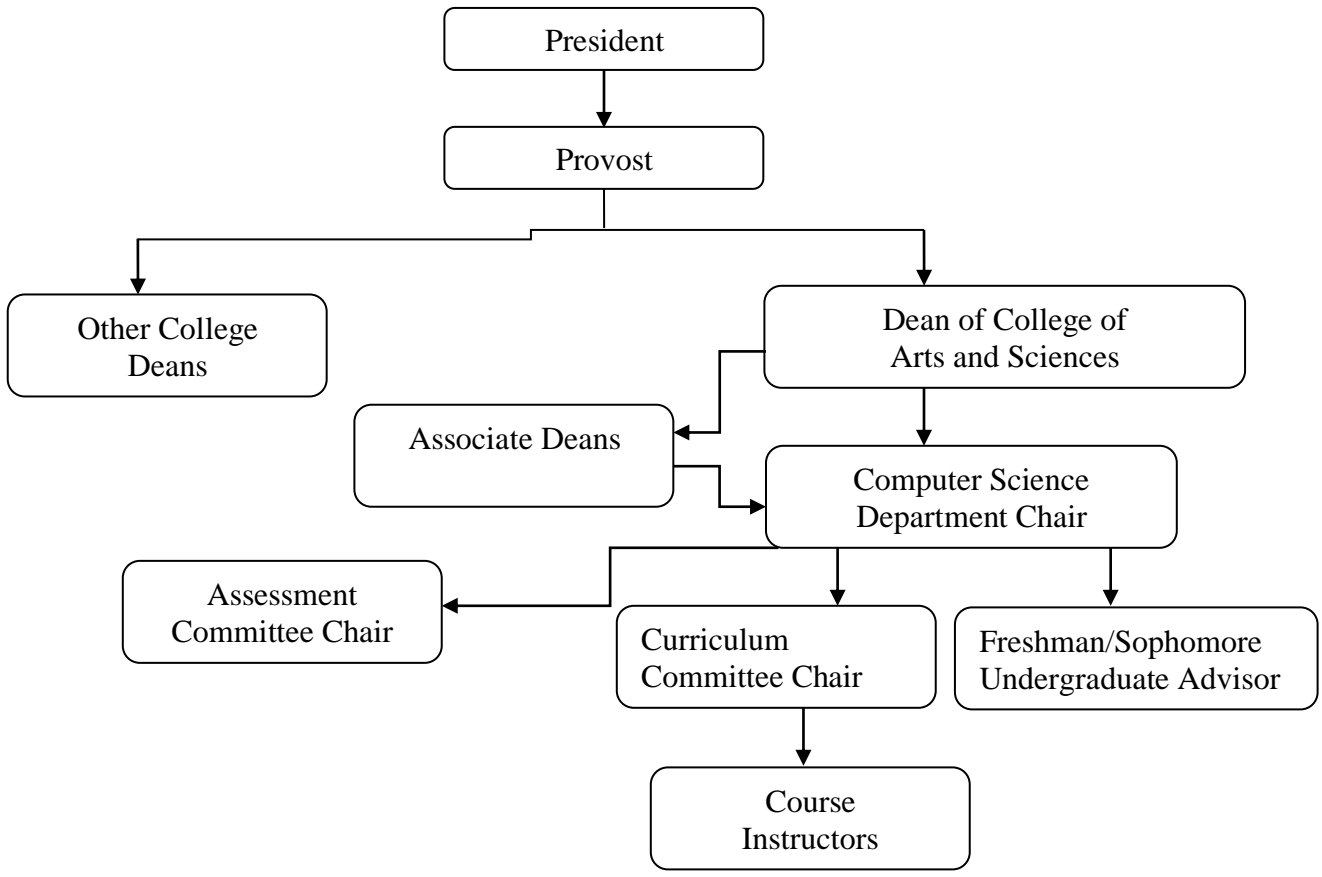 President
Provost
Other College
Deans
Dean of College of
Arts and Sciences
Associate Deans
Computer Science
Department Chair
Assessment
Committee Chair
Curriculum
Committee Chair
Freshman/Sophomore
Undergraduate Advisor
Course
Instructors